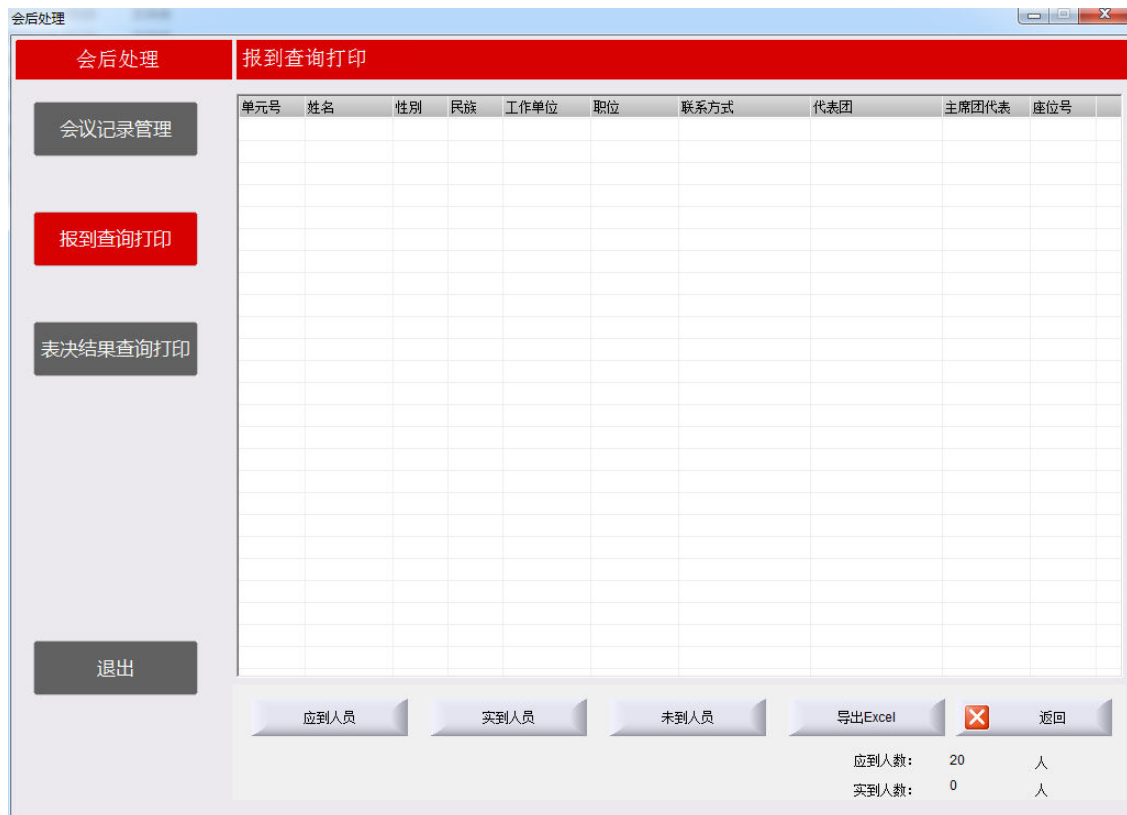 会后处理
会后处理
报到查询打印
单元号 姓名 性别 民族 工作单位 职位 联系方式 代表团 主席团代表 座位号
会议记录管理
报到查询打印
表决结果查询打印
退出
应到人员 实到人员 未到人员 导出Excel 返回
应到人数: 20 人
实到人数: 0 人